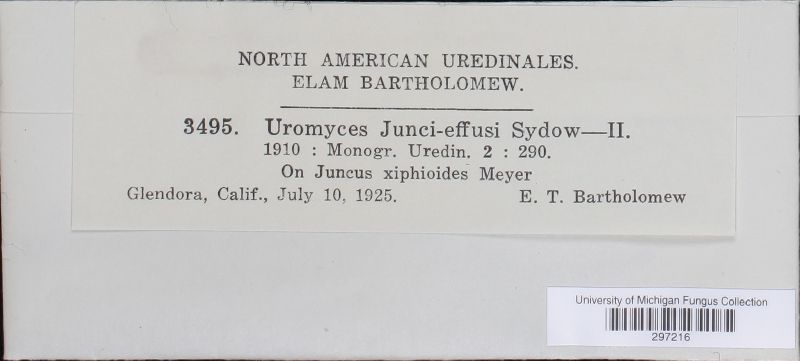 NORTH AMERICAN UREDINALES.
ELAM BARTHOLOMEW.
3495. Uromyces Junci-effusi Sydow—II.
1910 : Monogr. Uredin. 2 : 290.
On Juncus xiphioides Meyer
Glendora, Calif., July 10, 1925. E. T. Bartholomew
University of Michigan Fungus Collection
297216